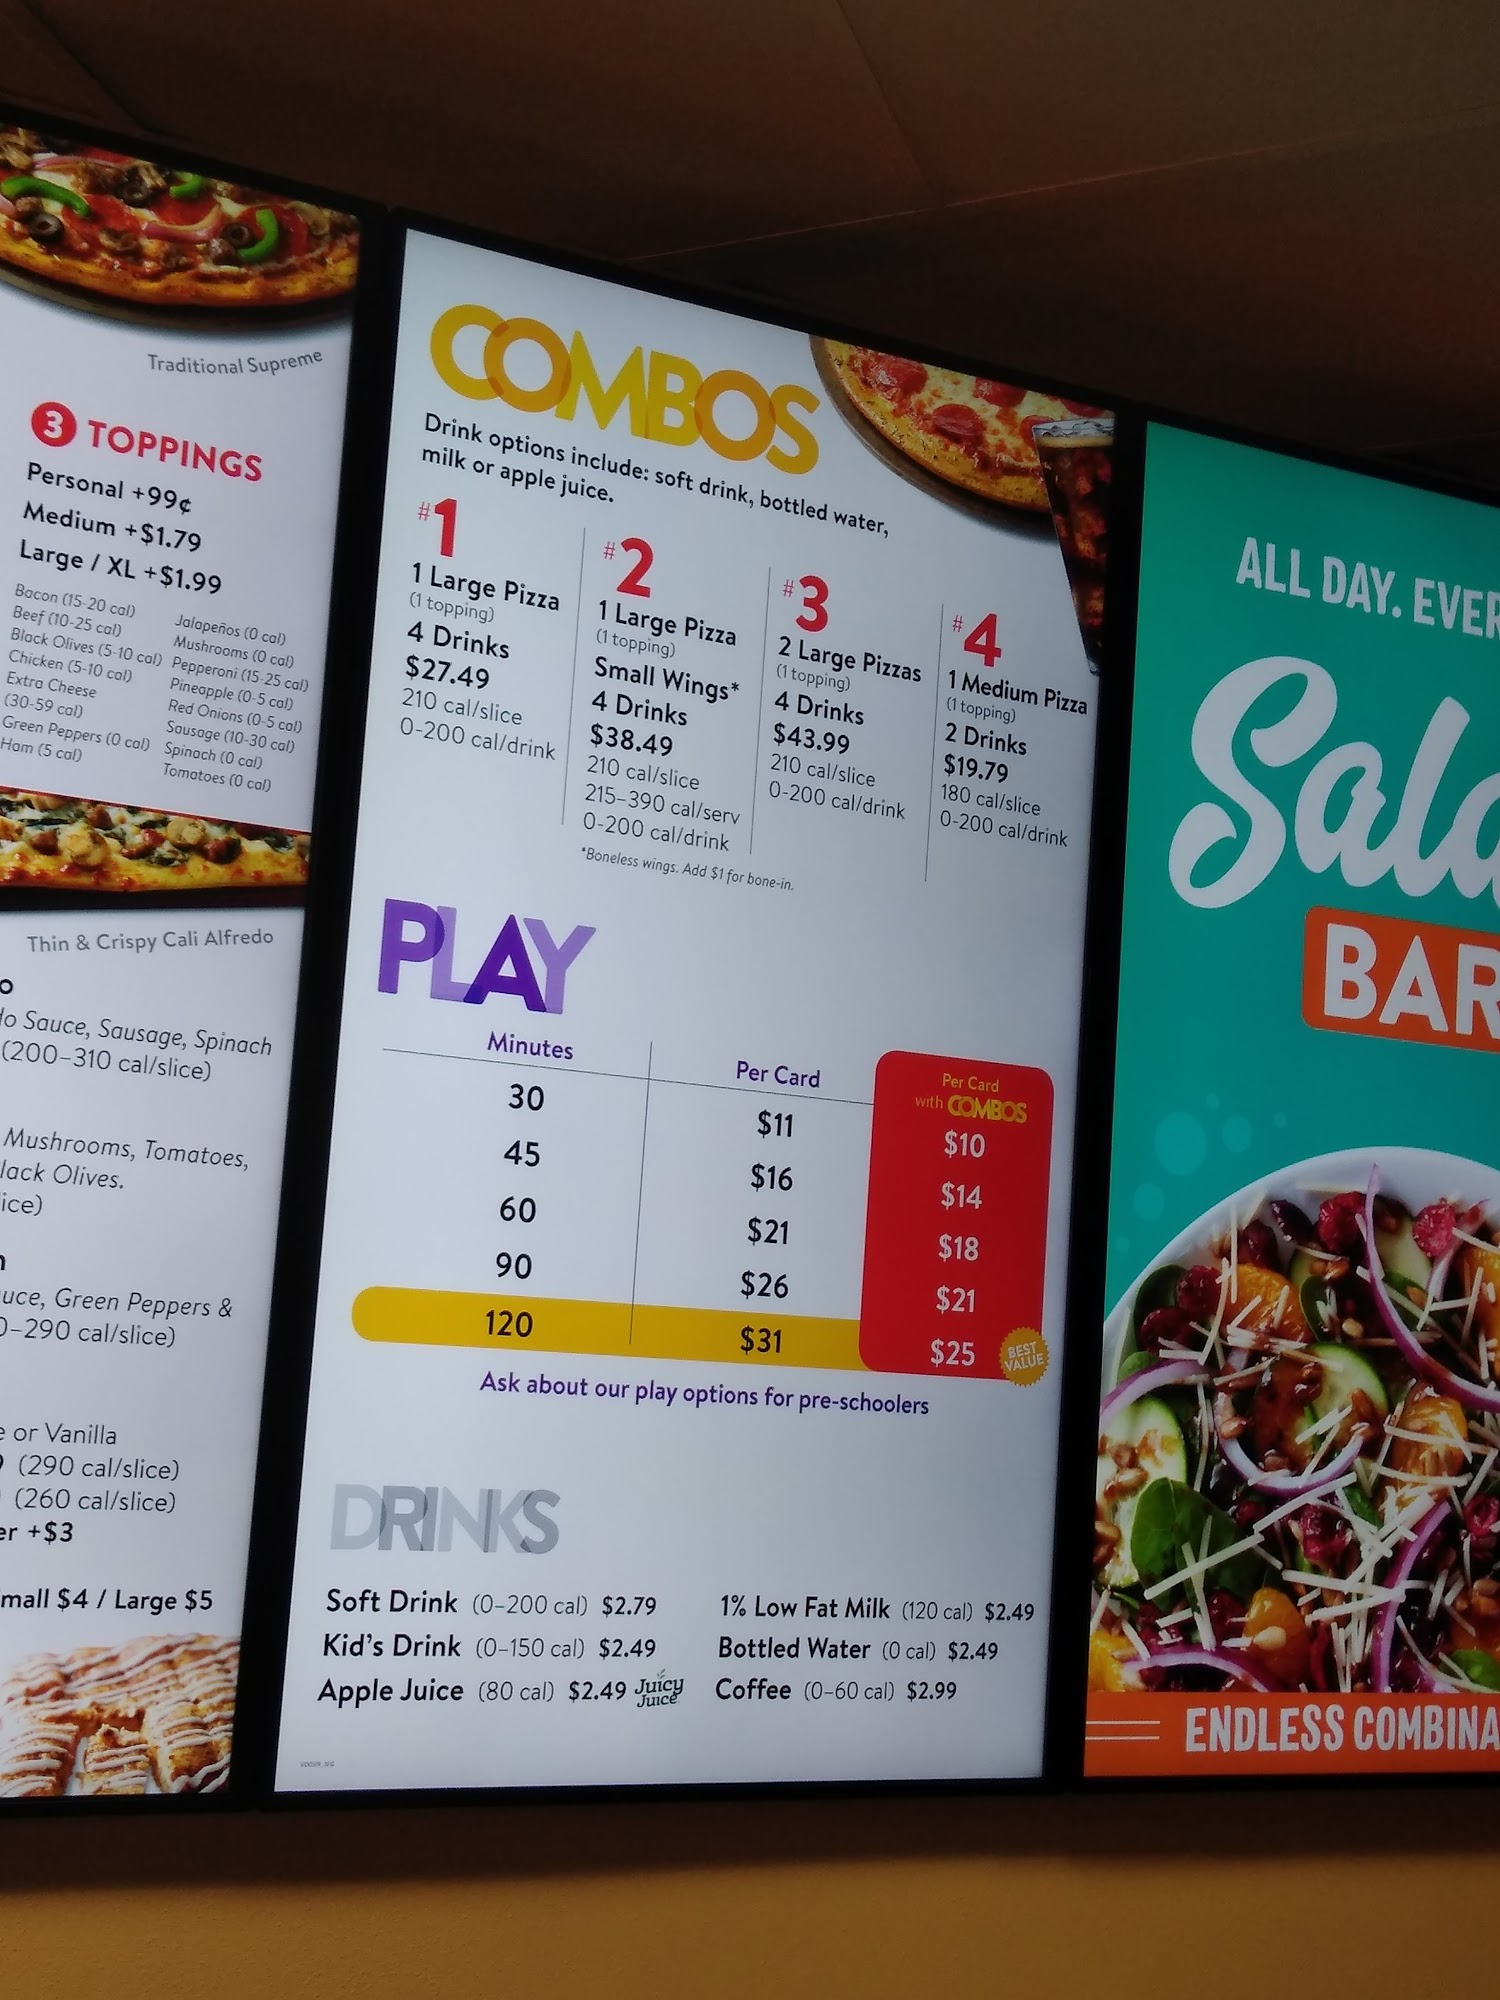 Traditional Supreme
3 TOPPINGS
Personal +99¢
Medium +$1.79
Large / XL +$1.99
Bacon (15-20 cal)
Beef (10-25 cal)
Black Olives (5-10 cal)
Chicken (5-10 cal)
Extra Cheese
(30-59 cal)
Green Peppers (0 cal)
Ham (5 cal)
Jalapeños (0 cal)
Mushrooms (0 cal)
Pepperoni (15-25 cal)
Pineapple (0-5 cal)
Red Onions (0-5 cal)
Sausage (10-30 cal)
Spinach (0 cal)
Tomatoes (0 cal)
Thin & Crispy Cali Alfredo
o
do Sauce, Sausage, Spinach
(200–310 cal/slice)
Mushrooms, Tomatoes,
lack Olives.
ice)
uce, Green Peppers &
0–290 cal/slice)
e or Vanilla
(290 cal/slice)
(260 cal/slice)
er +$3
mall $4 / Large $5
COMBOS
Drink options include: soft drink, bottled water,
milk or apple juice.
#1
1 Large Pizza
(1 topping)
4 Drinks
$27.49
210 cal/slice
0-200 cal/drink
#2
1 Large Pizza
(1 topping)
Small Wings*
4 Drinks
$38.49
210 cal/slice
215–390 cal/serv
0-200 cal/drink
*Boneless wings. Add $1 for bone-in.
#3
2 Large Pizzas
(1 topping)
4 Drinks
$43.99
210 cal/slice
0-200 cal/drink
#4
1 Medium Pizza
(1 topping)
2 Drinks
$19.79
180 cal/slice
0-200 cal/drink
PLAY
Minutes Per Card Per Card
with COMBOS
30 $11 $10
45 $16 $14
60 $21 $18
90 $26 $21
120 $31 $25 BEST
VALUE
Ask about our play options for pre-schoolers
DRINKS
Soft Drink (0–200 cal) $2.79
Kid's Drink (0–150 cal) $2.49
Apple Juice (80 cal) $2.49 Juicy
Juice
1% Low Fat Milk (120 cal) $2.49
Bottled Water (0 cal) $2.49
Coffee (0–60 cal) $2.99
ALL DAY. EVER
Sala
BAR
ENDLESS COMBINA